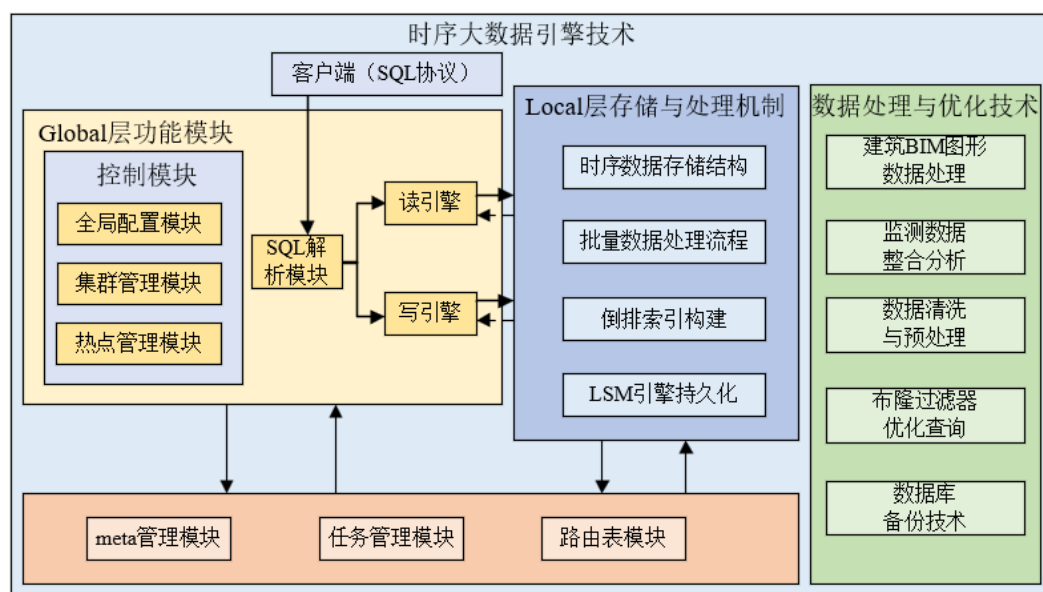 时序大数据引擎技术
客户端（SQL协议）
Global层功能模块
控制模块
全局配置模块
集群管理模块
热点管理模块
SQL解
析模块
读引擎
写引擎
Local层存储与处理机制
时序数据存储结构
批量数据处理流程
倒排索引构建
LSM引擎持久化
数据处理与优化技术
建筑BIM图形
数据处理
监测数据
整合分析
数据清洗
与预处理
布隆过滤器
优化查询
数据库
备份技术
meta管理模块
任务管理模块
路由表模块